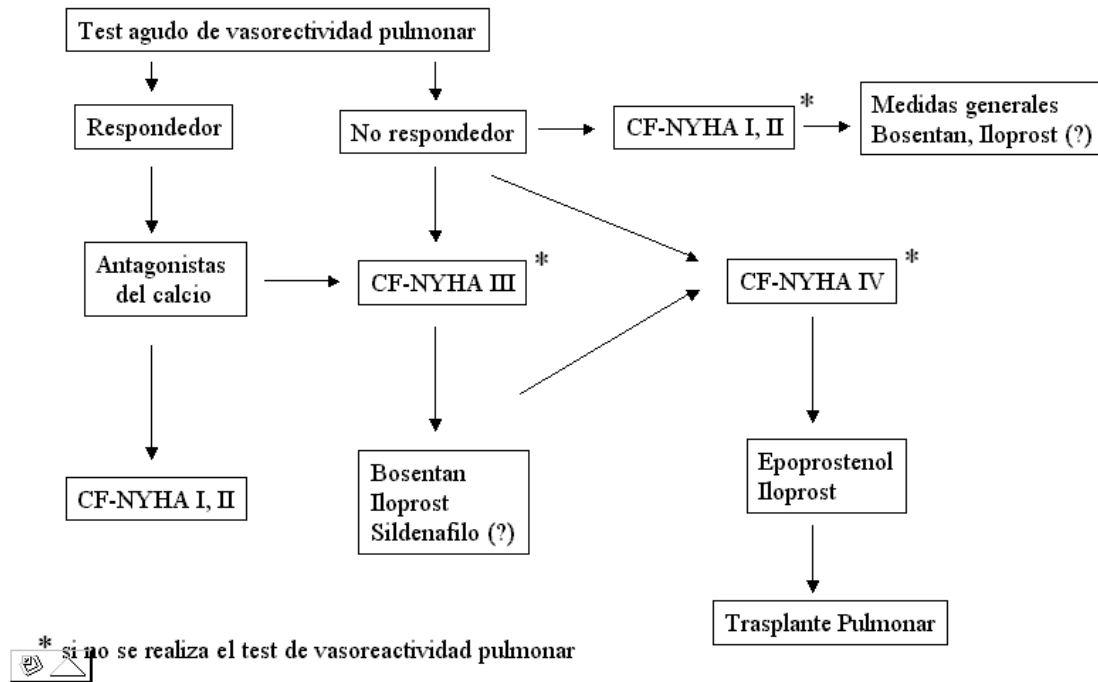 Test agudo de vasorectividad pulmonar
Respondedor
No respondedor
CF-NYHA I, II
*
Medidas generales
Bosentan, Iloprost (?)
Antagonistas
del calcio
CF-NYHA III
*
CF-NYHA IV
*
CF-NYHA I, II
Bosentan
Iloprost
Sildenafilo (?)
Epoprostenol
Iloprost
Trasplante Pulmonar
* si no se realiza el test de vasoreactividad pulmonar